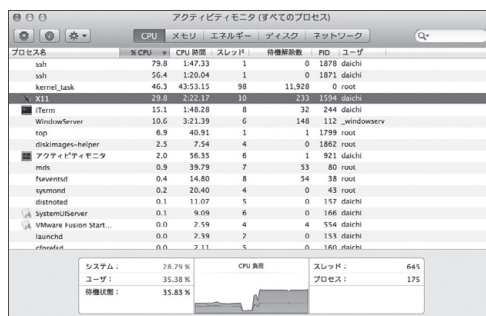 アクティビティモニタ (すべてのプロセス)
CPU メモリ エネルギー ディスク ネットワーク
プロセス名 % CPU CPU 時間 スレッド 待機解除数 PID ユーザ
ssh 79.8 1:47.33 1 0 1878 daichi
ssh 56.4 1:20.04 1 0 1871 daichi
kernel_task 46.3 43:53.15 98 11,928 0 root
X11 29.8 2:22.17 10 233 1594 daichi
iTerm 15.1 1:48.28 8 32 244 daichi
WindowServer 10.6 3:21.39 6 148 112 _windowserv
top 6.9 40.91 1 1 1799 root
diskimages-helper 2.5 7.54 4 0 1862 root
アクティビティモニタ 2.0 56.35 6 1 921 daichi
mds 0.9 39.79 7 53 80 root
fseventsd 0.4 14.80 8 54 38 root
sysmond 0.2 20.40 4 0 43 root
distnoted 0.1 11.07 5 0 157 daichi
SystemUIServer 0.1 9.09 6 0 166 daichi
VMware Fusion Start... 0.0 2.59 4 4 554 daichi
launchd 0.0 2.39 2 0 153 daichi
cfprefsd 0.0 2.11 5 0 160 daichi
システム： 28.79 % CPU 負荷 スレッド： 645
ユーザ： 35.38 % プロセス： 175
待機状態： 35.83 %